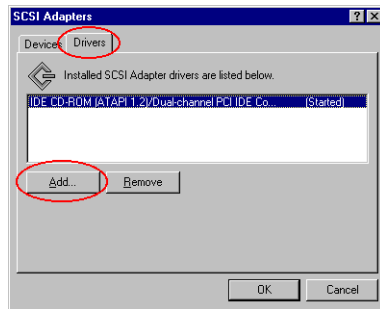 SCSI Adapters
Devices Drivers
Installed SCSI Adapter drivers are listed below.
IDE CD-ROM (ATAPI 1.2)/Dual-channel PCI IDE Co... (Started)
Add... Remove
OK Cancel